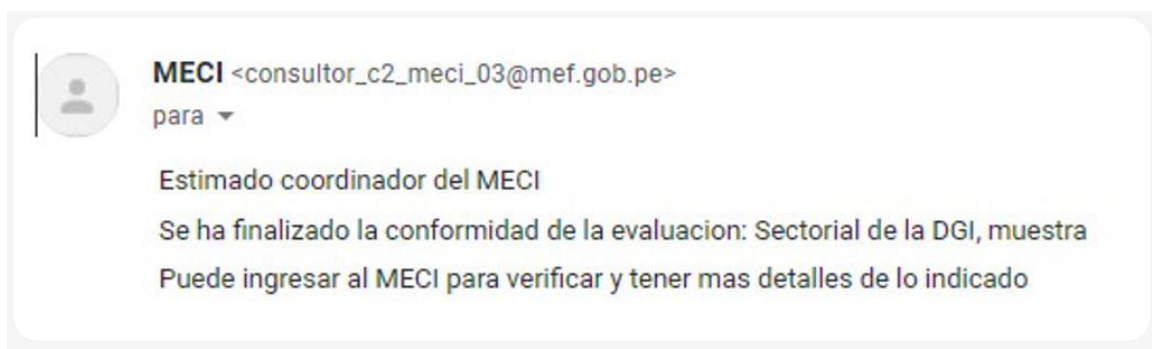 MECI <consultor_c2_meci_03@mef.gob.pe>
para
Estimado coordinador del MECI
Se ha finalizado la conformidad de la evaluacion: Sectorial de la DGI, muestra
Puede ingresar al MECI para verificar y tener mas detalles de lo indicado